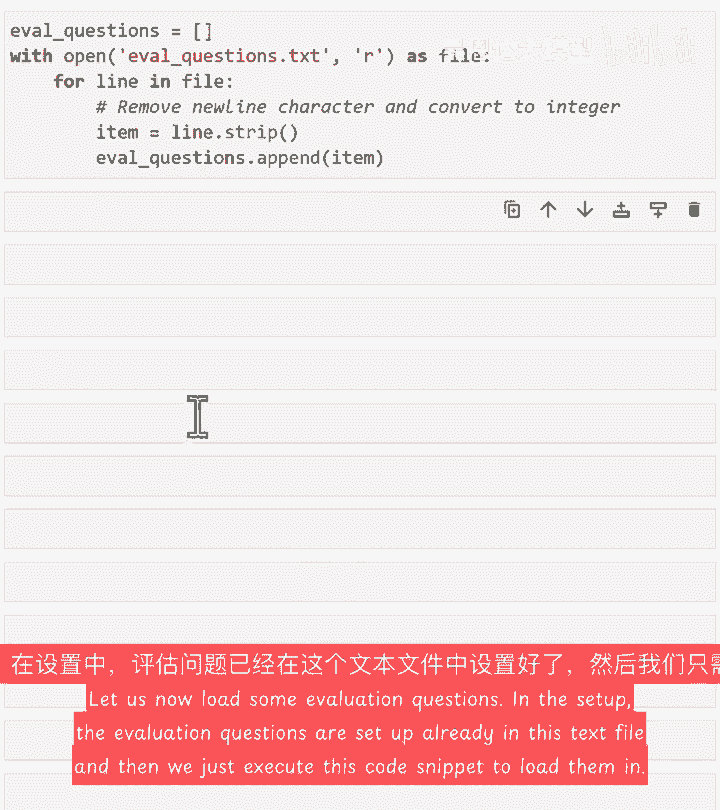 eval_questions = []
with open('eval_questions.txt', 'r') as file:
    for line in file:
        # Remove newline character and convert to integer
        item = line.strip()
        eval_questions.append(item)
在设置中，评估问题已经在这个文本文件中设置好了，然后我们只需
Let us now load some evaluation questions. In the setup,
the evaluation questions are set up already in this text file
and then we just execute this code snippet to load them in.